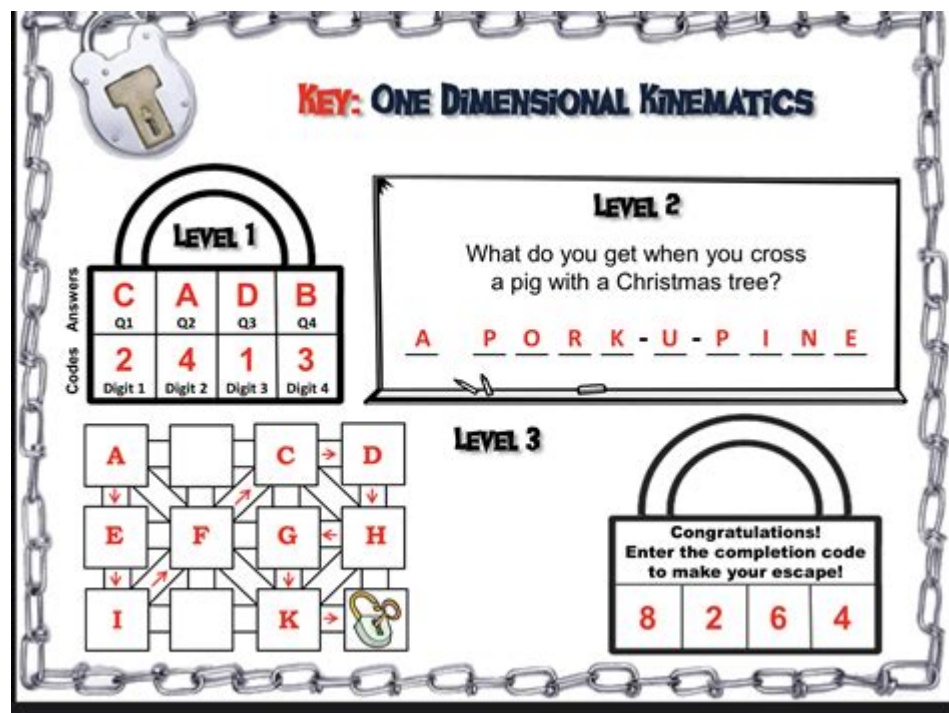 KEY: ONE DIMENSIONAL KINEMATICS
LEVEL 1
Answers
C A D B
Q1 Q2 Q3 Q4
Codes
2 4 1 3
Digit 1 Digit 2 Digit 3 Digit 4
LEVEL 2
What do you get when you cross
a pig with a Christmas tree?
A PORK-U-PINE
LEVEL 3
A C D
E F G H
I K
Congratulations!
Enter the completion code
to make your escape!
8 2 6 4